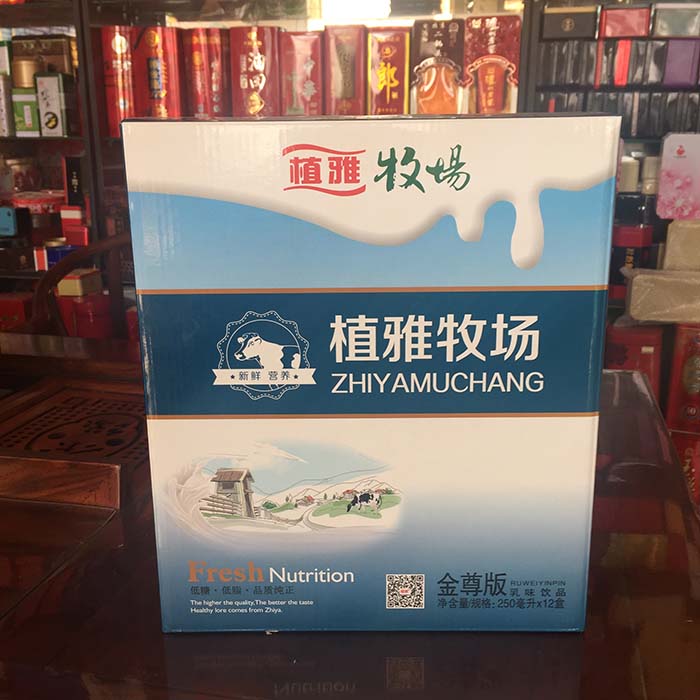 植雅 牧場
植雅牧场
ZHIYAMUCHANG
★ 新鲜 营养 ★
Fresh Nutrition
低糖·低脂·品质纯正
The higher the quality,The better the taste
Healthy lore comes from Zhiya.
金尊版
RUWEIYINPIN
乳味饮品
净含量/规格: 250毫升×12盒
郎